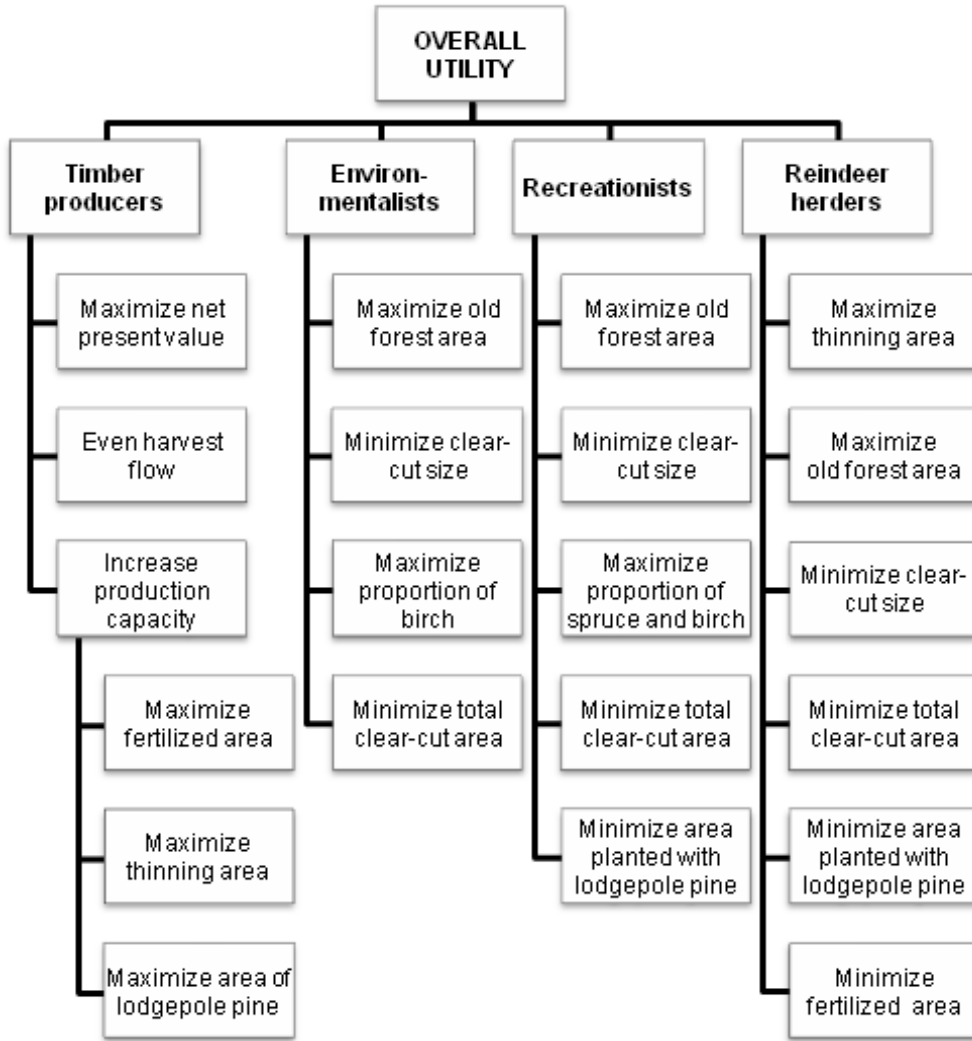 OVERALL
UTILITY
Timber
producers
Environ-
mentalists
Recreationists
Reindeer
herders
Maximize net
present value
Even harvest
flow
Increase
production
capacity
Maximize
fertilized area
Maximize
thinning area
Maximize area of
lodgepole pine
Maximize old
forest area
Minimize clear-
cut size
Maximize
proportion of
birch
Minimize total
clear-cut area
Maximize old
forest area
Minimize clear-
cut size
Maximize
proportion of
spruce and birch
Minimize total
clear-cut area
Minimize area
planted with
lodgepole pine
Maximize
thinning area
Maximize
old forest area
Minimize clear-
cut size
Minimize total
clear-cut area
Minimize area
planted with
lodgepole pine
Minimize
fertilized area